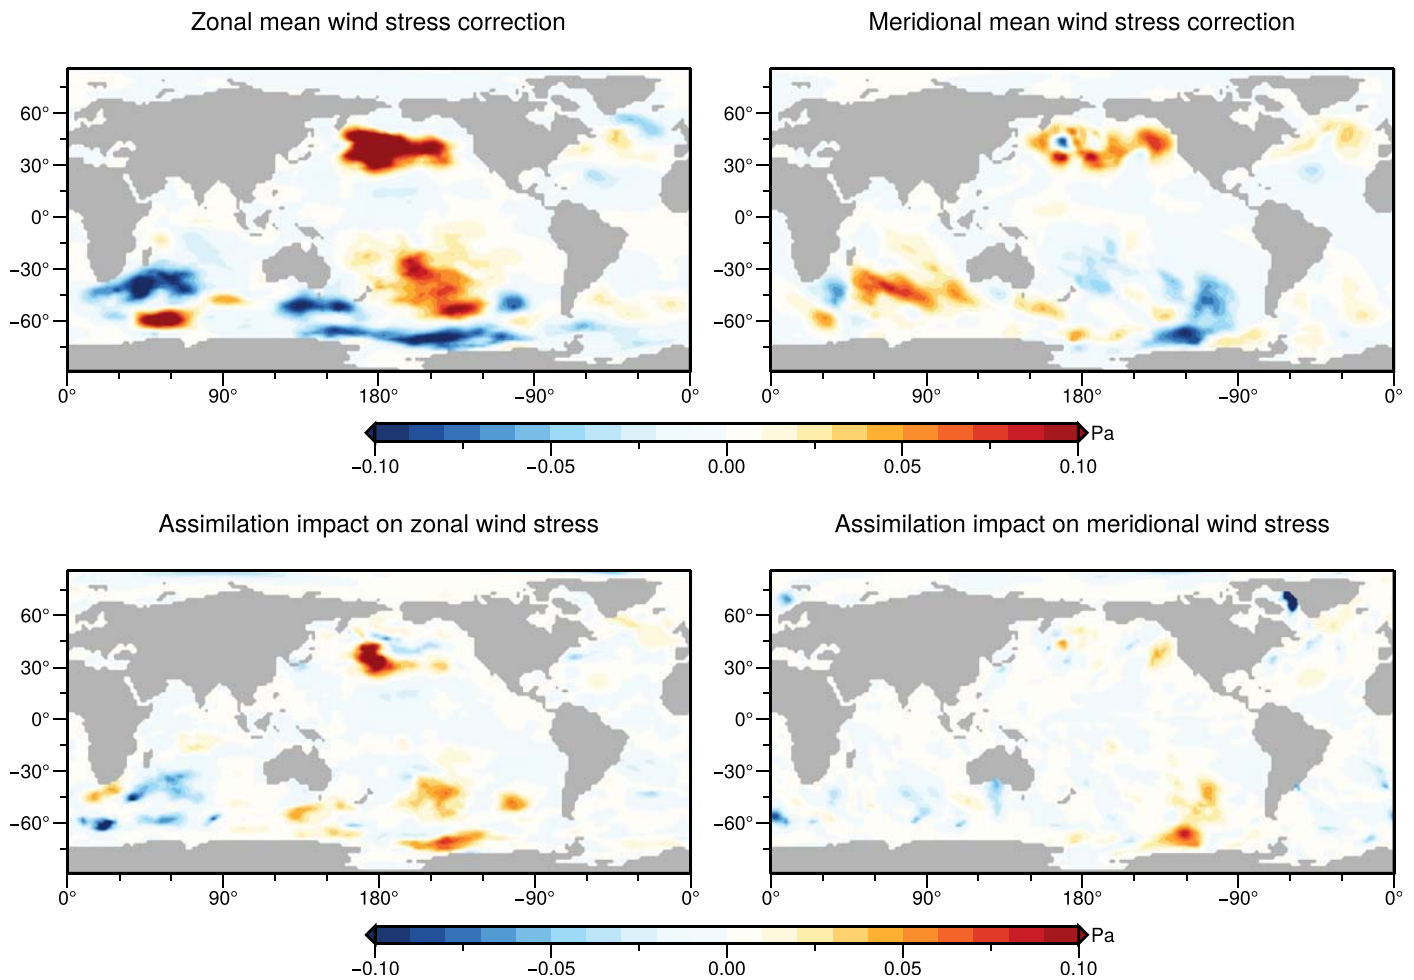 Zonal mean wind stress correction
Meridional mean wind stress correction
60°
30°
0°
−30°
−60°
0° 90° 180° −90° 0°
60°
30°
0°
−30°
−60°
0° 90° 180° −90° 0°
Pa
−0.10 −0.05 0.00 0.05 0.10
Assimilation impact on zonal wind stress
Assimilation impact on meridional wind stress
60°
30°
0°
−30°
−60°
0° 90° 180° −90° 0°
60°
30°
0°
−30°
−60°
0° 90° 180° −90° 0°
Pa
−0.10 −0.05 0.00 0.05 0.10